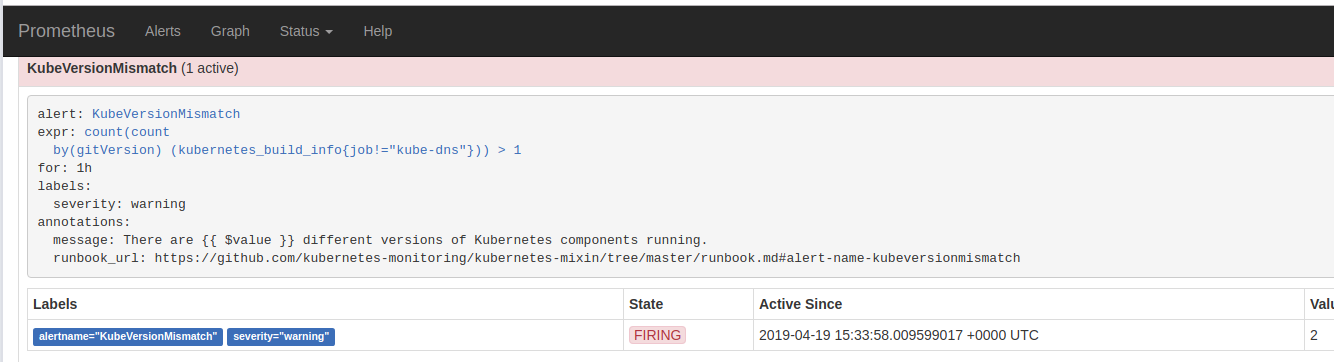 Prometheus Alerts Graph Status Help
KubeVersionMismatch (1 active)
alert: KubeVersionMismatch
expr: count(count
  by(gitVersion) (kubernetes_build_info{job!="kube-dns"})) > 1
for: 1h
labels:
  severity: warning
annotations:
  message: There are {{ $value }} different versions of Kubernetes components running.
  runbook_url: https://github.com/kubernetes-monitoring/kubernetes-mixin/tree/master/runbook.md#alert-name-kubeversionmismatch
Labels State Active Since
alertname="KubeVersionMismatch" severity="warning" FIRING 2019-04-19 15:33:58.009599017 +0000 UTC 2